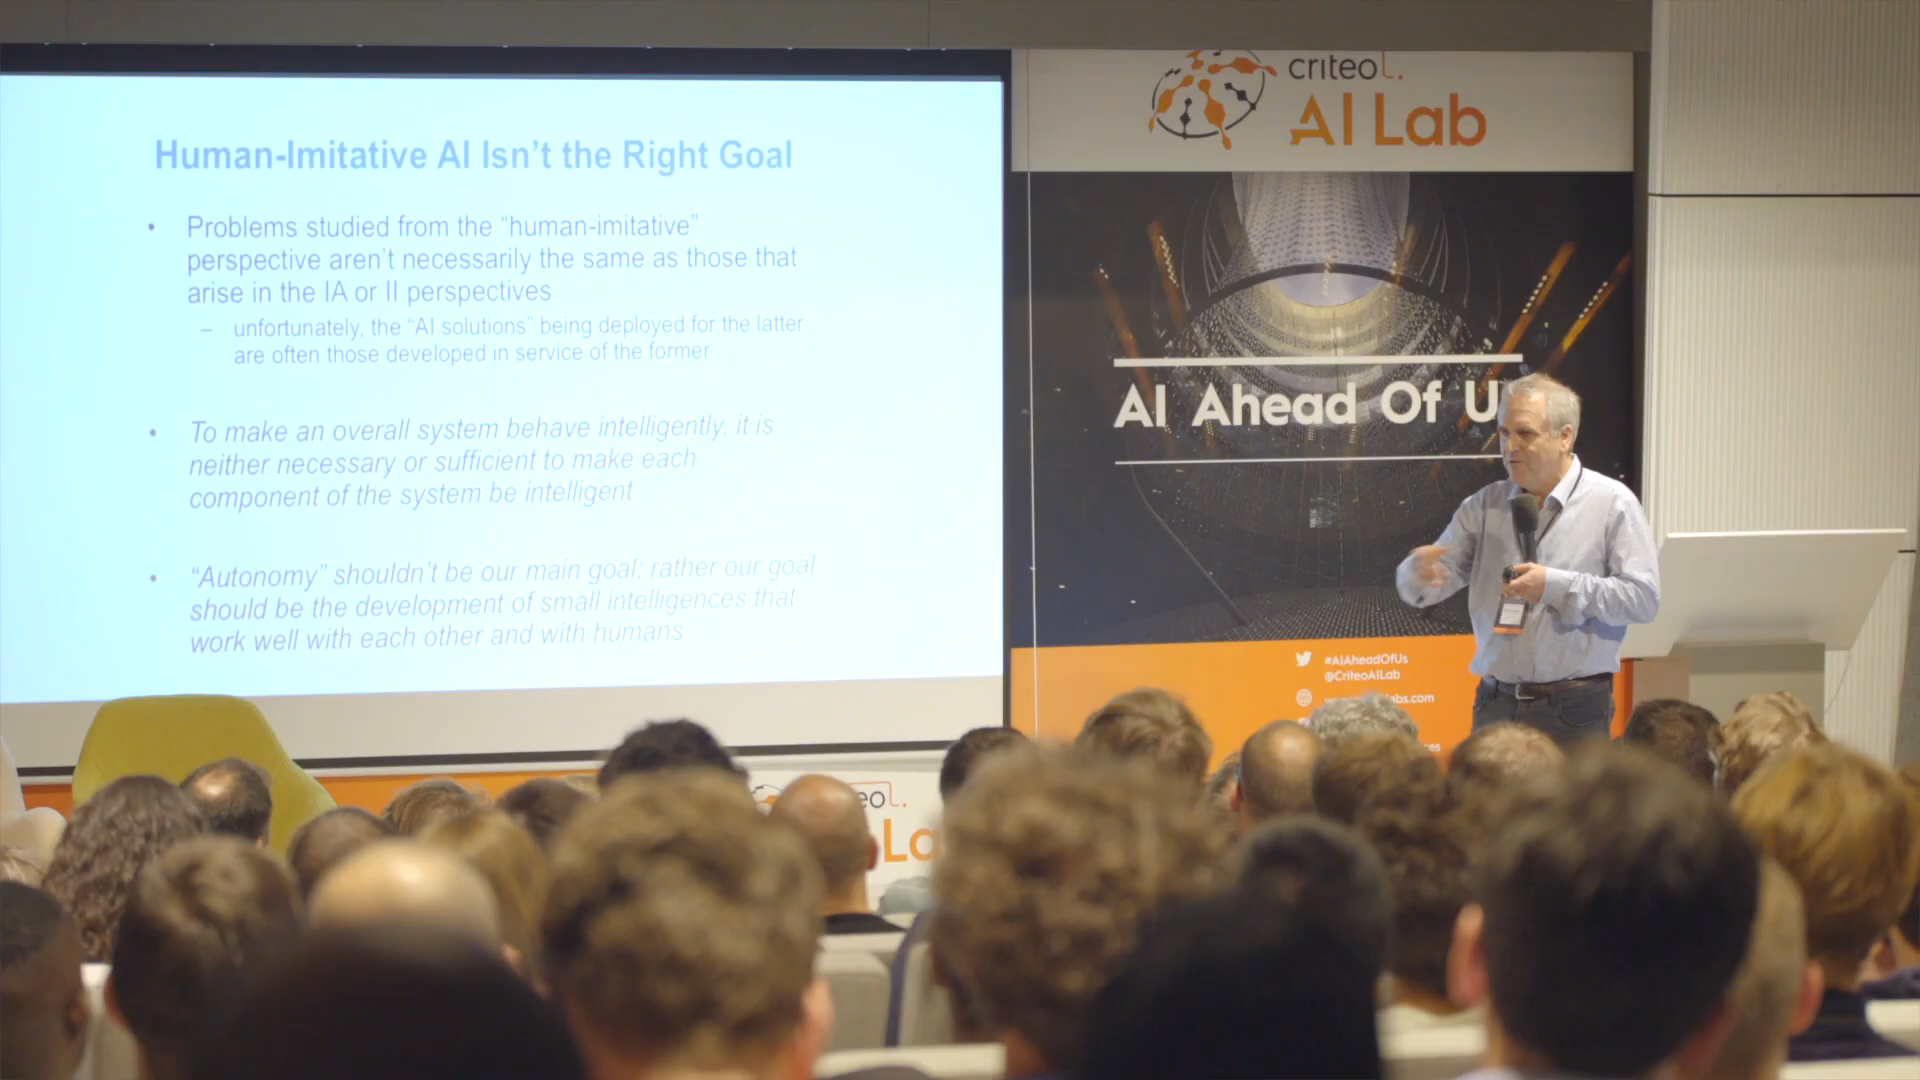 Human-Imitative AI Isn't the Right Goal
• Problems studied from the “human-imitative”
perspective aren't necessarily the same as those that
arise in the IA or II perspectives
– unfortunately, the “AI solutions” being deployed for the latter
are often those developed in service of the former
• To make an overall system behave intelligently, it is
neither necessary or sufficient to make each
component of the system be intelligent
• “Autonomy” shouldn't be our main goal; rather our goal
should be the development of small intelligences that
work well with each other and with humans
criteo
AI Lab
AI Ahead Of U
#AIAheadOfUs
@CriteoAILab
bs.com
eo
La